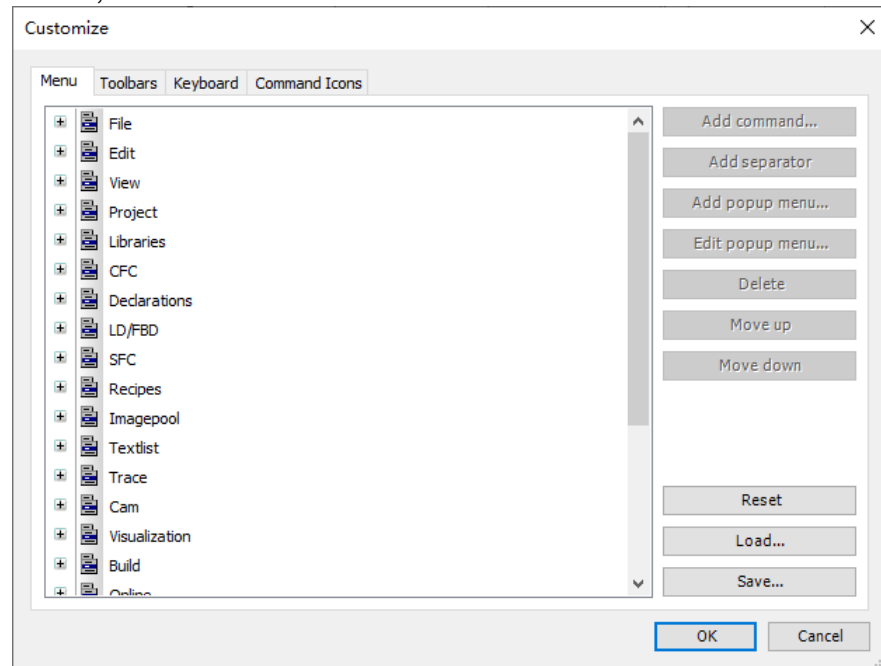 Customize
Menu Toolbars Keyboard Command Icons
File
Edit
View
Project
Libraries
CFC
Declarations
LD/FBD
SFC
Recipes
Imagepool
Textlist
Trace
Cam
Visualization
Build
Online
Add command...
Add separator
Add popup menu...
Edit popup menu...
Delete
Move up
Move down
Reset
Load...
Save...
OK Cancel